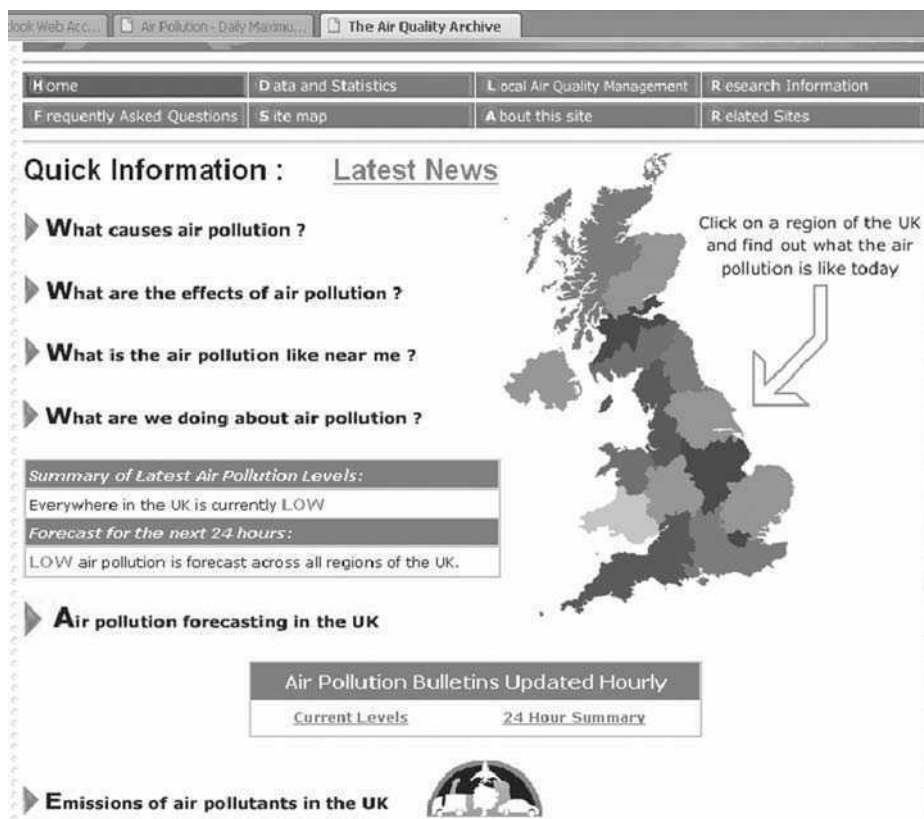 look Web Acc...
Air Pollution - Daily Maximu...
The Air Quality Archive
Home
Data and Statistics
Local Air Quality Management
Research Information
Frequently Asked Questions
Site map
About this site
Related Sites
Quick Information :
Latest News
What causes air pollution ?
What are the effects of air pollution ?
What is the air pollution like near me ?
What are we doing about air pollution ?
Click on a region of the UK
and find out what the air
pollution is like today
Summary of Latest Air Pollution Levels:
Everywhere in the UK is currently LOW
Forecast for the next 24 hours:
LOW air pollution is forecast across all regions of the UK.
Air pollution forecasting in the UK
Air Pollution Bulletins Updated Hourly
Current Levels
24 Hour Summary
Emissions of air pollutants in the UK